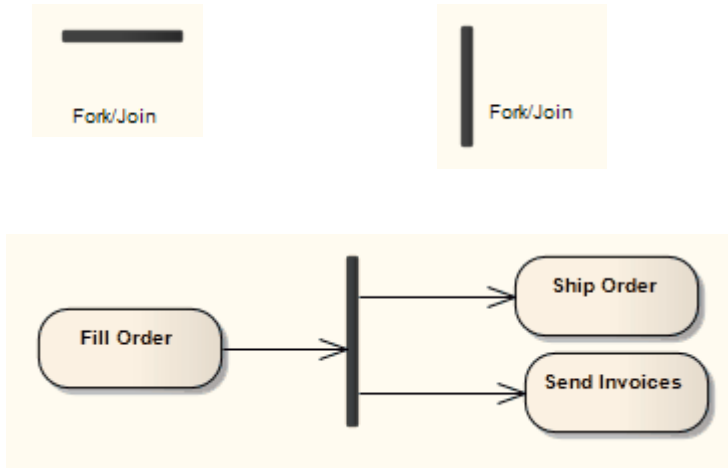 Fork/Join
Fork/Join
Fill Order
Ship Order
Send Invoices